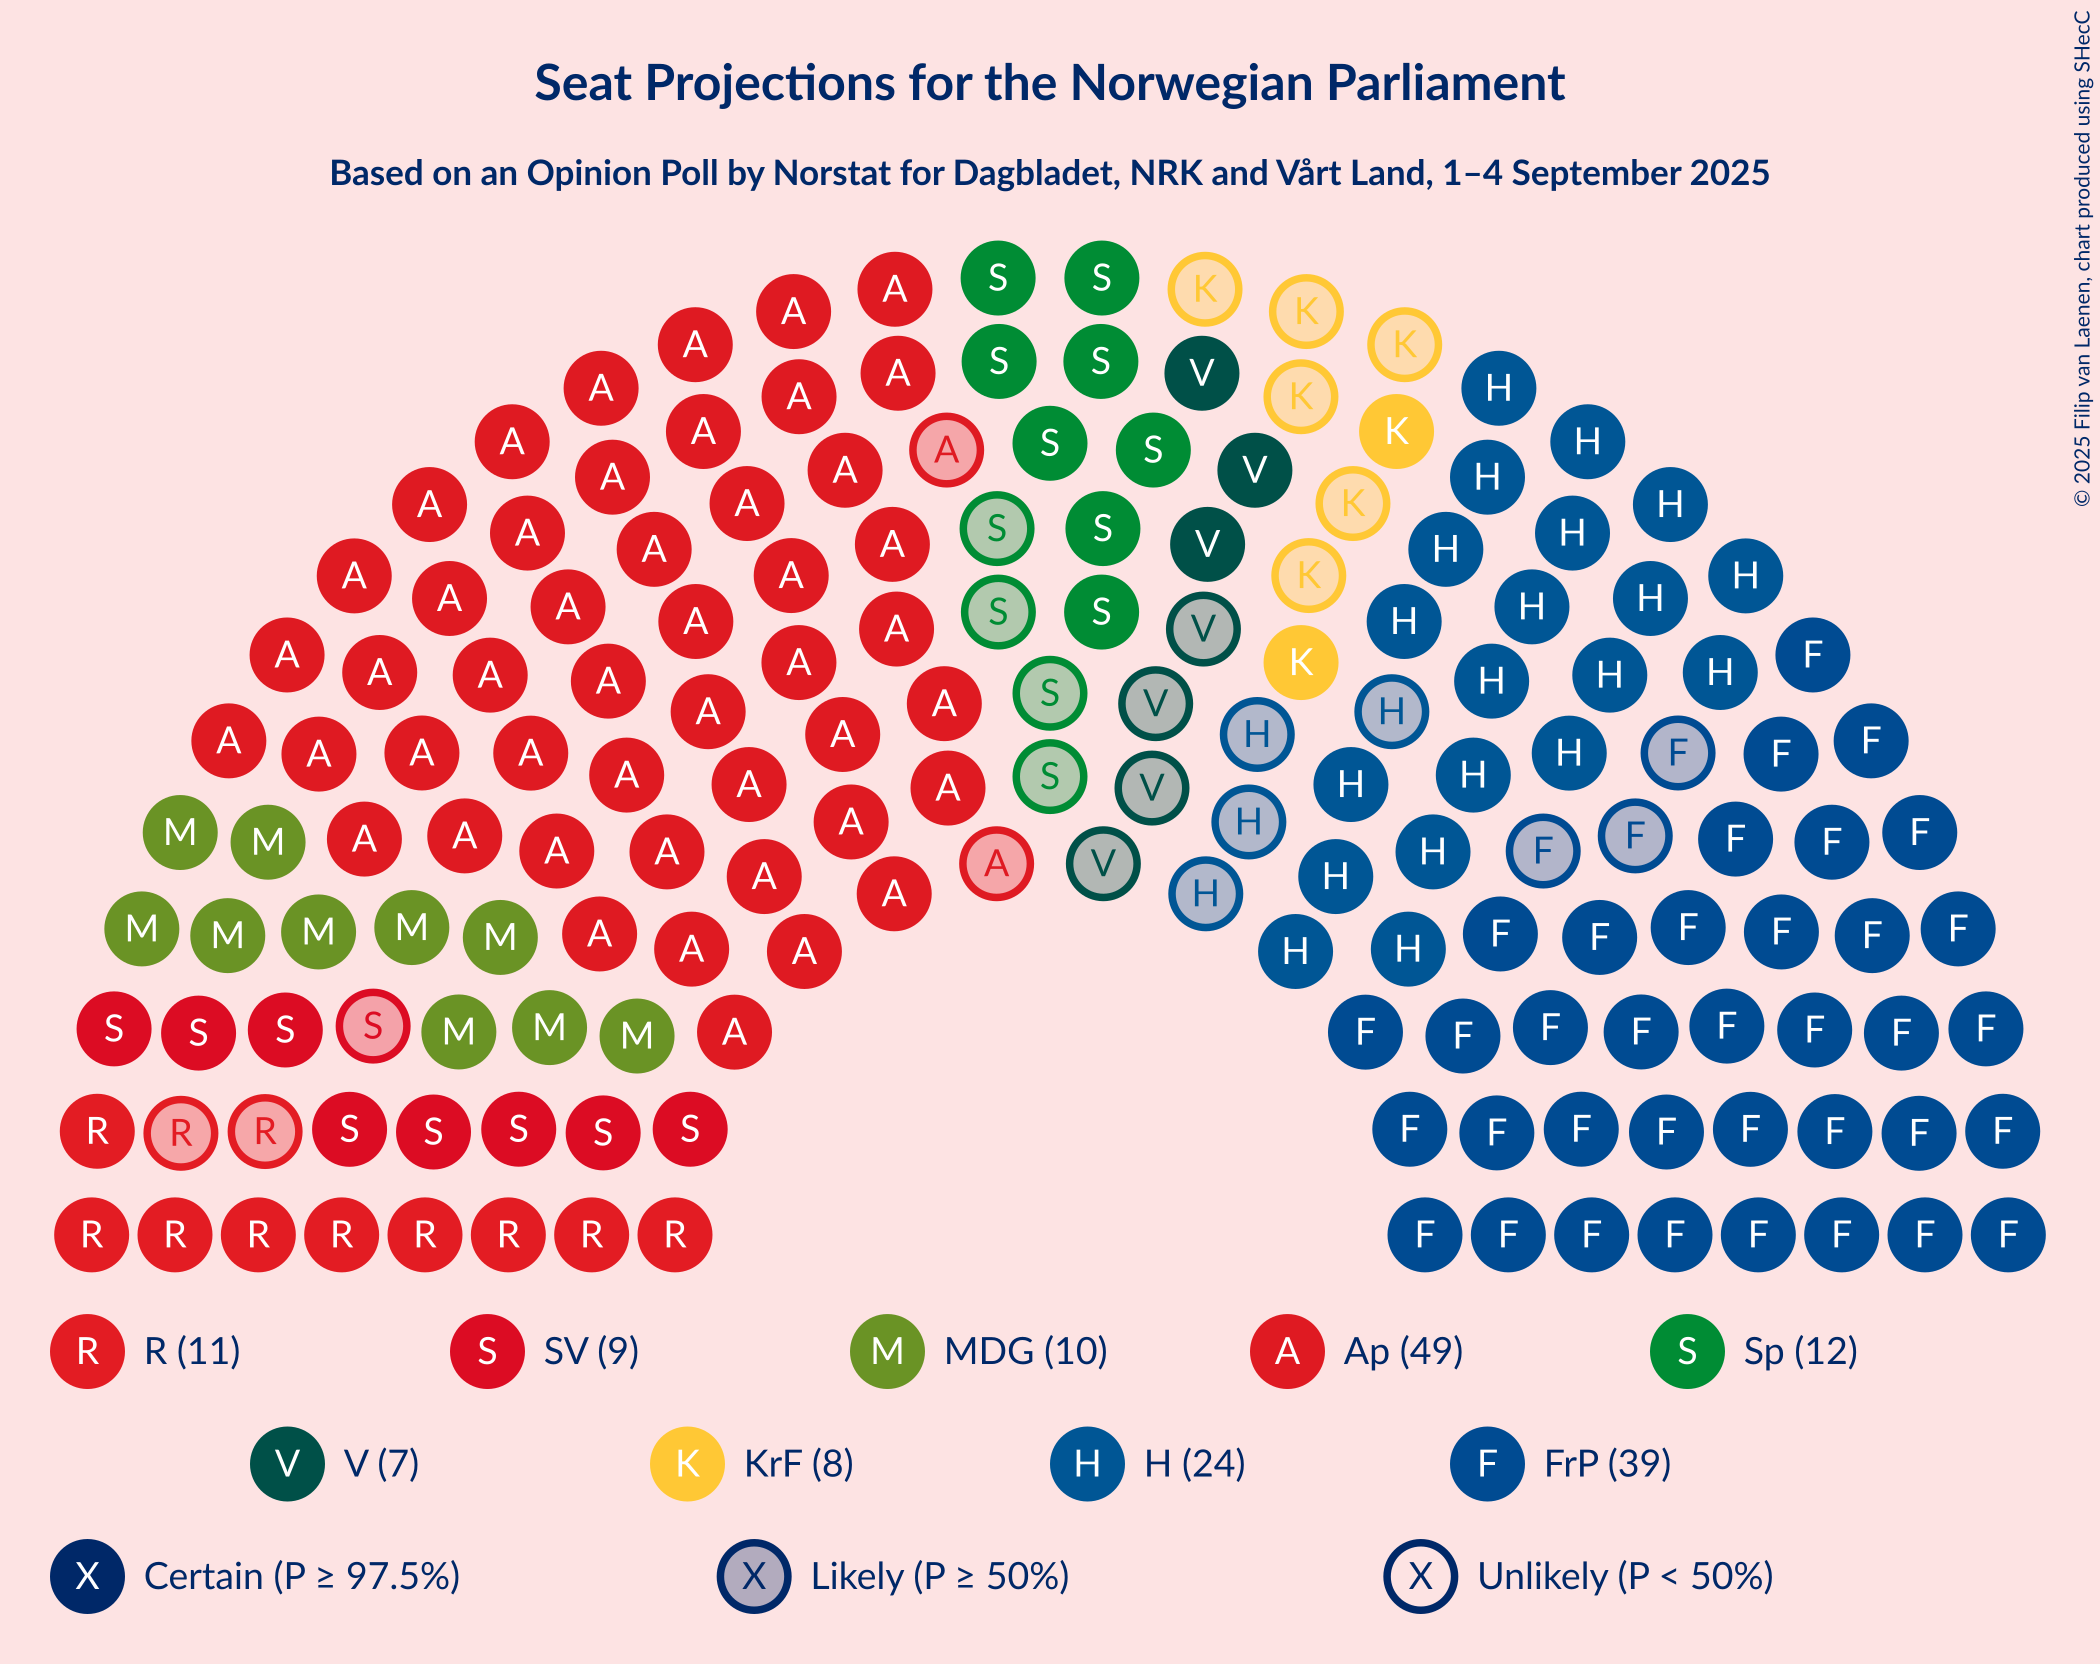 Seat Projections for the Norwegian Parliament
Based on an Opinion Poll by Norstat for Dagbladet, NRK and Vårt Land, 1–4 September 2025
© 2025 Filip van Laenen, chart produced using SHecC
S S K K K
A A A A A H H
S S V K K
A A A A A H H
A A A A S S V K H H H
A A A S S V K H H H
A A A S S V K H H F
A A A A A S V H H H H H
A A A A A A A S V H H H H F F F
M M A A A A A A A V H H H F F F F F
M M M M M A A A A H H H F F F F F F
S S S S M M M A F F F F F F F F
R R R S S S S S F F F F F F F F
R R R R R R R R F F F F F F F F
R R (11) S SV (9) M MDG (10) A Ap (49) S Sp (12)
V V (7) K KrF (8) H H (24) F FrP (39)
X Certain (P ≥ 97.5%) X Likely (P ≥ 50%) X Unlikely (P < 50%)